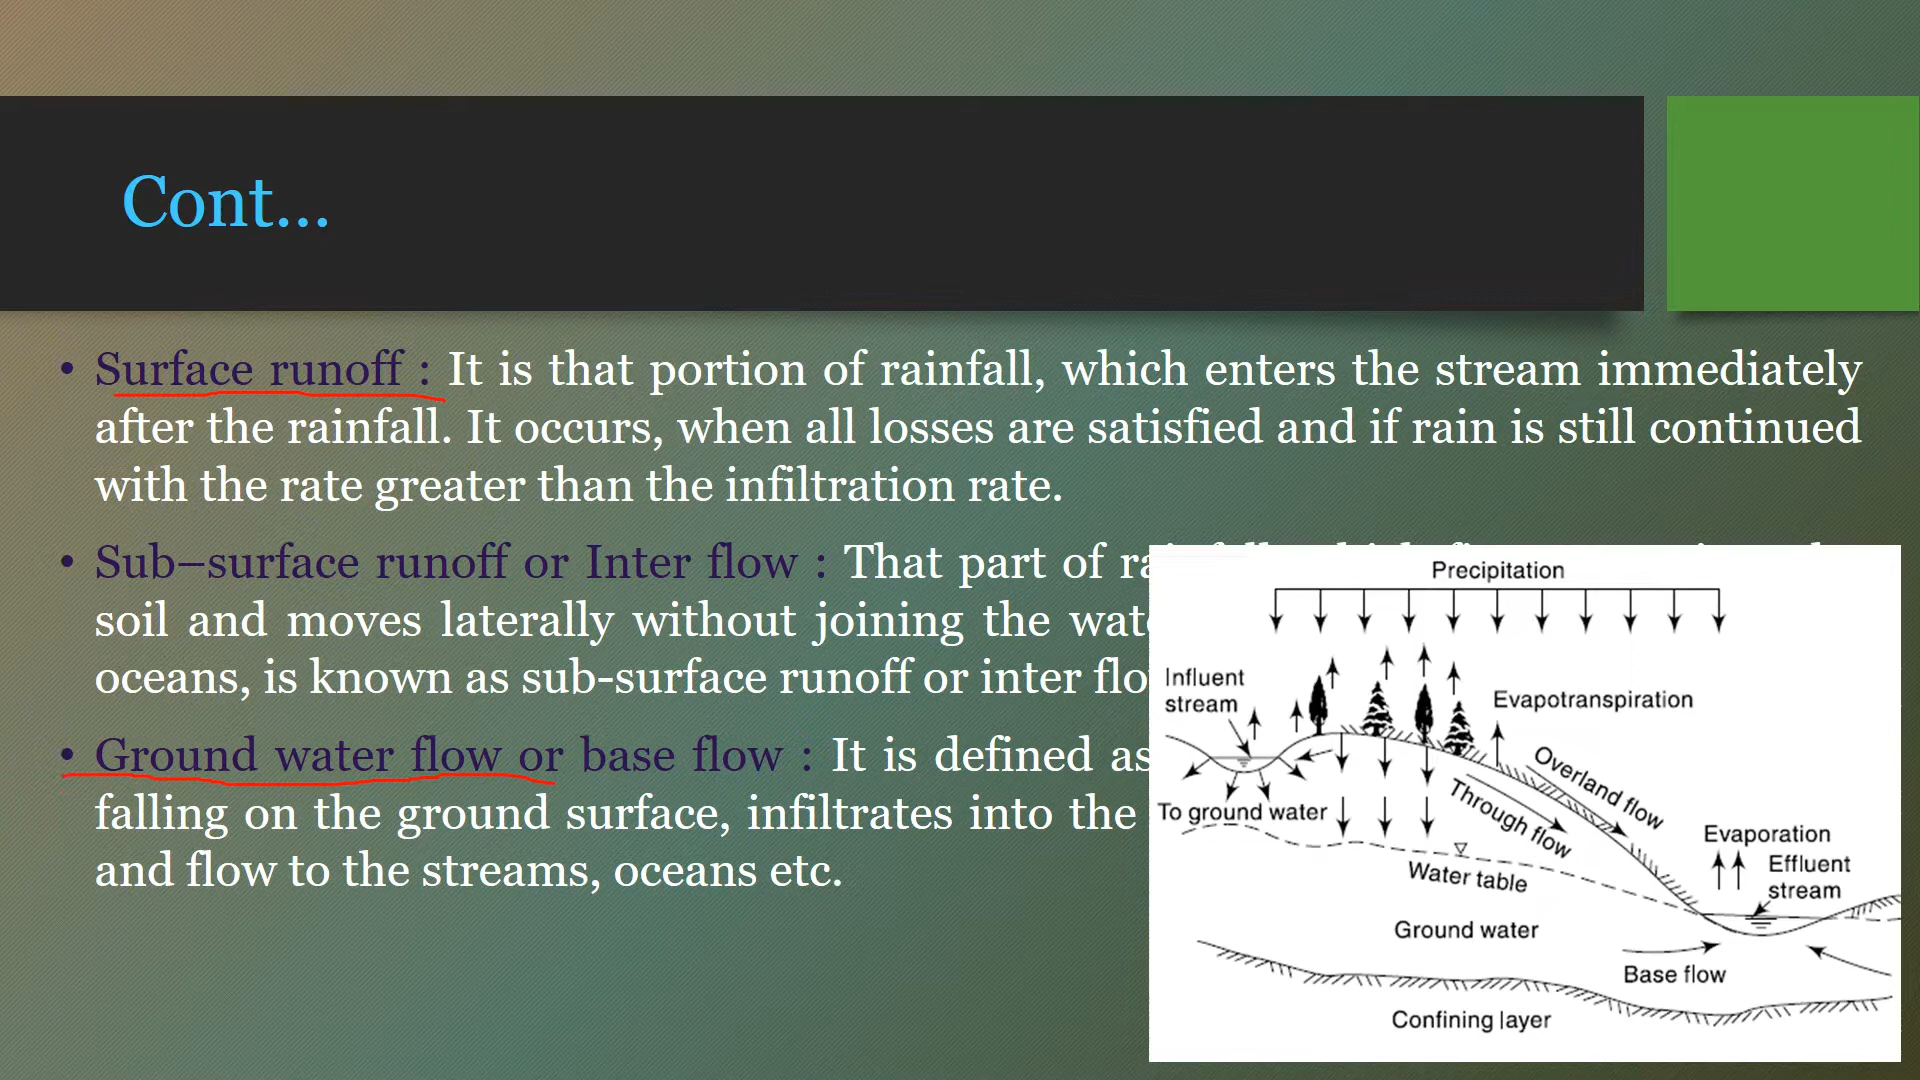 Cont...
• Surface runoff : It is that portion of rainfall, which enters the stream immediately
after the rainfall. It occurs, when all losses are satisfied and if rain is still continued
with the rate greater than the infiltration rate.
• Sub–surface runoff or Inter flow : That part of
soil and moves laterally without joining the
oceans, is known as sub-surface runoff or inter
• Ground water flow or base flow : It is defined as
falling on the ground surface, infiltrates into the
and flow to the streams, oceans etc.
Precipitation
Influent
stream
Evapotranspiration
Overland flow
Through flow
To ground water
Evaporation
Effluent
stream
Water table
Ground water
Base flow
Confining layer